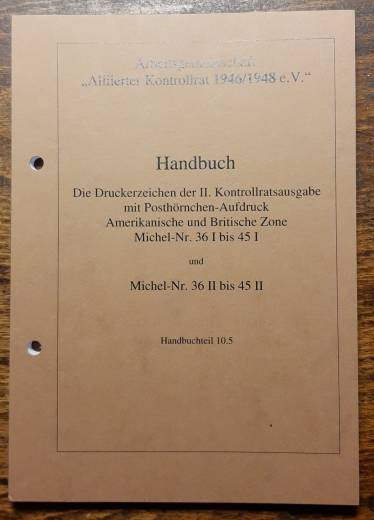 Arbeitsgemeinschaft
„Alliierter Kontrollrat 1946/1948 e.V."
Handbuch
Die Druckerzeichen der II. Kontrollratsausgabe
mit Posthörnchen-Aufdruck
Amerikanische und Britische Zone
Michel-Nr. 36 I bis 45 I
und
Michel-Nr. 36 II bis 45 II
Handbuchteil 10.5